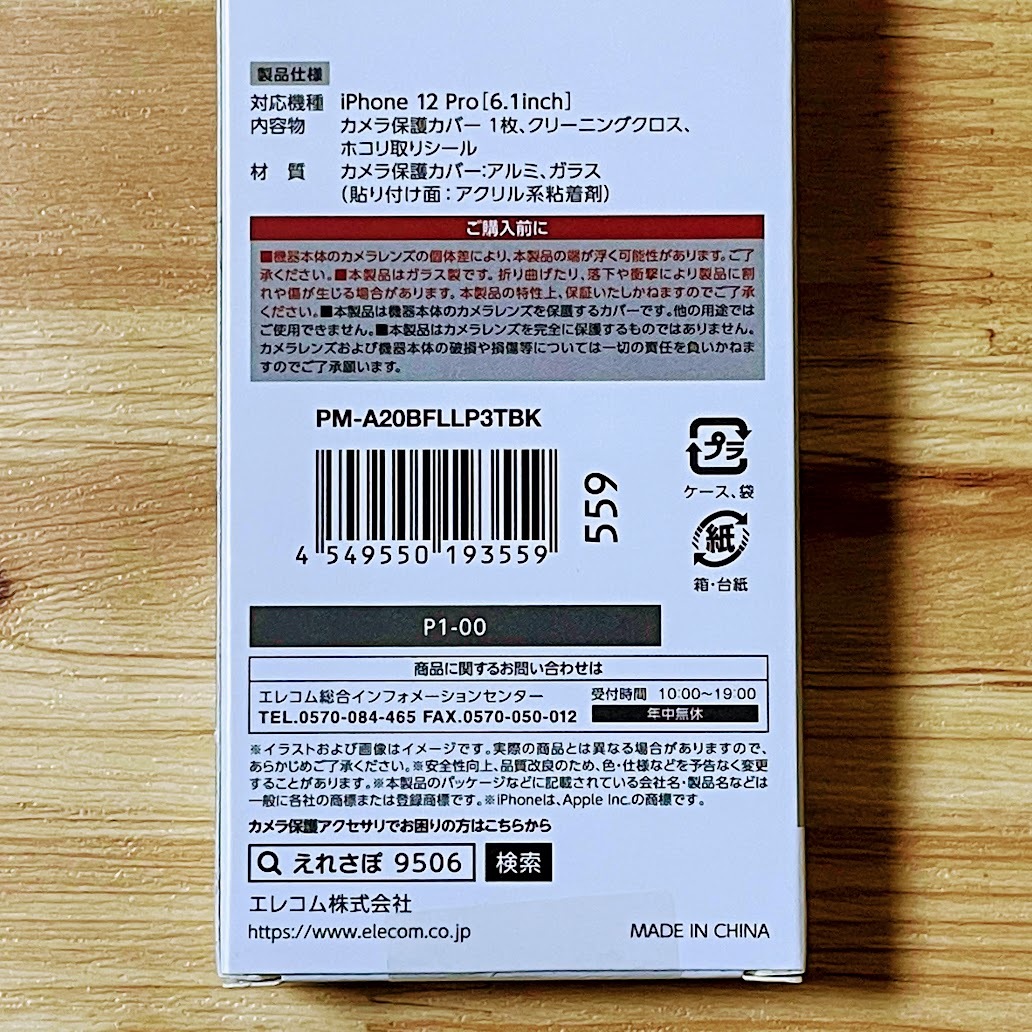 製品仕様
対応機種 iPhone 12 Pro[6.1inch]
内容物 カメラ保護カバー 1枚、クリーニングクロス、
ホコリ取りシール
材 質 カメラ保護カバー:アルミ、ガラス
(貼り付け面:アクリル系粘着剤)
ご購入前に
■機器本体のカメラレンズの個体差により、本製品の端が浮く可能性があります。ご了
承ください。■本製品はガラス製です。折り曲げたり、落下や衝撃により製品に割
れや傷が生じる場合があります。本製品の特性上、保証いたしかねますのでご了承
ください。■本製品は機器本体のカメラレンズを保護するカバーです。他の用途では
ご使用できません。■本製品はカメラレンズを完全に保護するものではありません。
カメラレンズおよび機器本体の破損や損傷等については一切の責任を負いかねま
すのでご了承願います。
PM-A20BFLLP3TBK
プラ
ケース、袋
559
4 549550 193559
紙
箱・台紙
P1-00
商品に関するお問い合わせは
エレコム総合インフォメーションセンター 受付時間 10:00〜19:00
TEL.0570-084-465 FAX.0570-050-012 年中無休
※イラストおよび画像はイメージです。実際の商品とは異なる場合がありますので、
あらかじめご了承ください。※安全性向上、品質改良のため、色・仕様などを予告なく変更
することがあります。※本製品のパッケージなどに記載されている会社名・製品名などは
一般に各社の商標または登録商標です。※iPhoneは、Apple Inc.の商標です。
カメラ保護アクセサリでお困りの方はこちらから
えれさぽ 9506 検索
エレコム株式会社
https://www.elecom.co.jp MADE IN CHINA